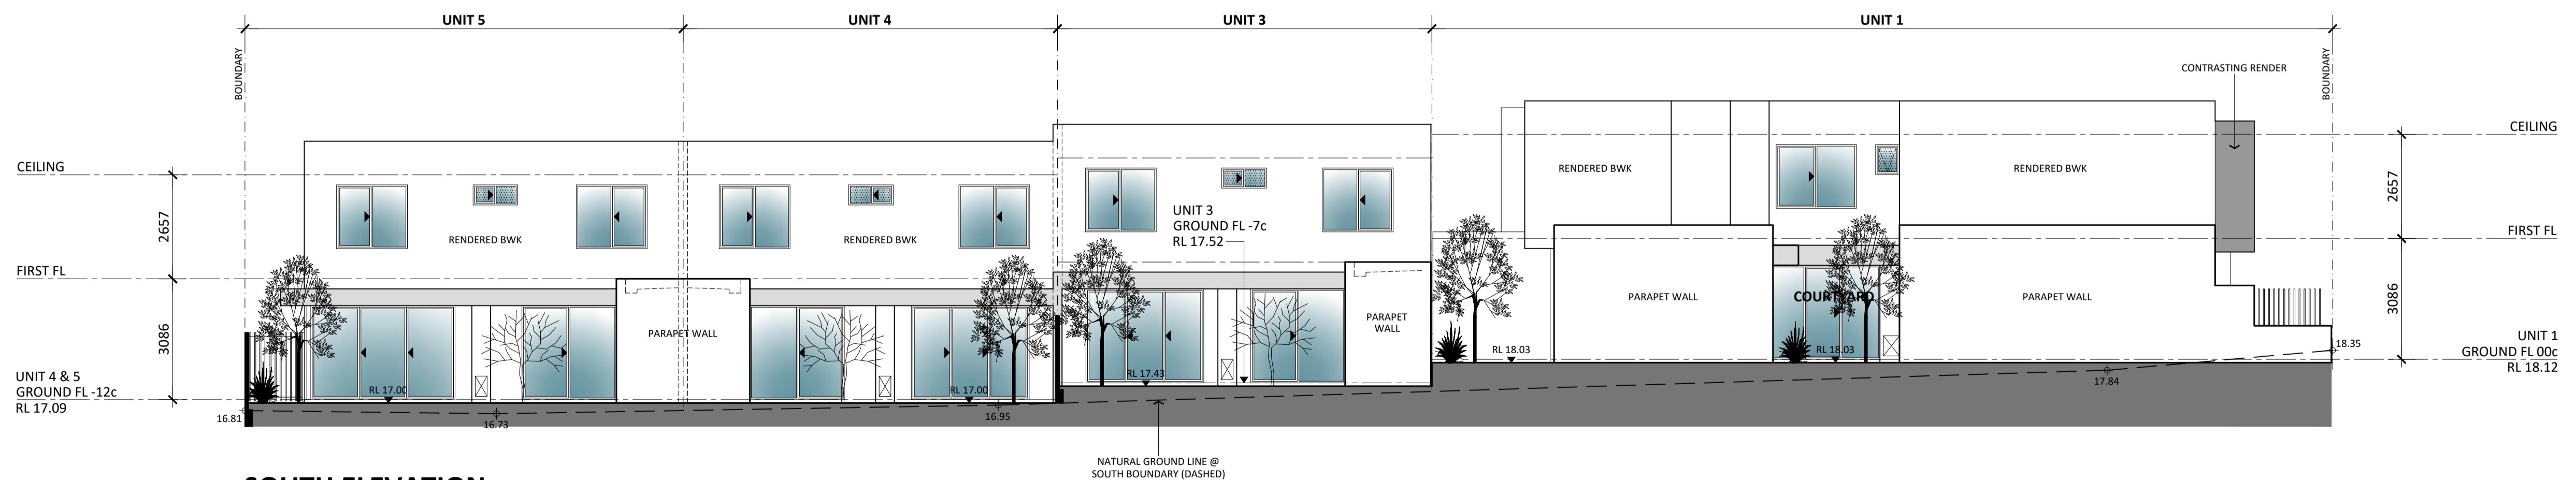 UNIT 5
UNIT 4
UNIT 3
UNIT 1
BOUNDARY
BOUNDARY
CONTRASTING RENDER
CEILING
CEILING
2657
2657
RENDERED BWK
RENDERED BWK
RENDERED BWK
RENDERED BWK
UNIT 3
GROUND FL -7c
RL 17.52
FIRST FL
FIRST FL
3086
3086
PARAPET WALL
PARAPET
WALL
PARAPET WALL
COURTYARD
PARAPET WALL
UNIT 4 & 5
GROUND FL -12c
RL 17.09
UNIT 1
GROUND FL 00c
RL 18.12
RL 17.00
RL 17.00
RL 17.43
RL 18.03
RL 18.03
18.35
16.81
16.73
16.95
17.84
NATURAL GROUND LINE @
SOUTH BOUNDARY (DASHED)
SOUTH ELEVATION